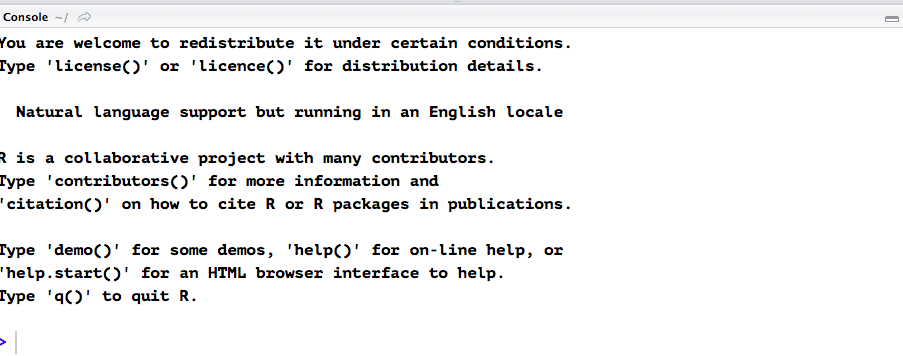 Console ~/
You are welcome to redistribute it under certain conditions.
Type 'license()' or 'licence()' for distribution details.
Natural language support but running in an English locale
R is a collaborative project with many contributors.
Type 'contributors()' for more information and
'citation()' on how to cite R or R packages in publications.
Type 'demo()' for some demos, 'help()' for on-line help, or
'help.start()' for an HTML browser interface to help.
Type 'q()' to quit R.
>